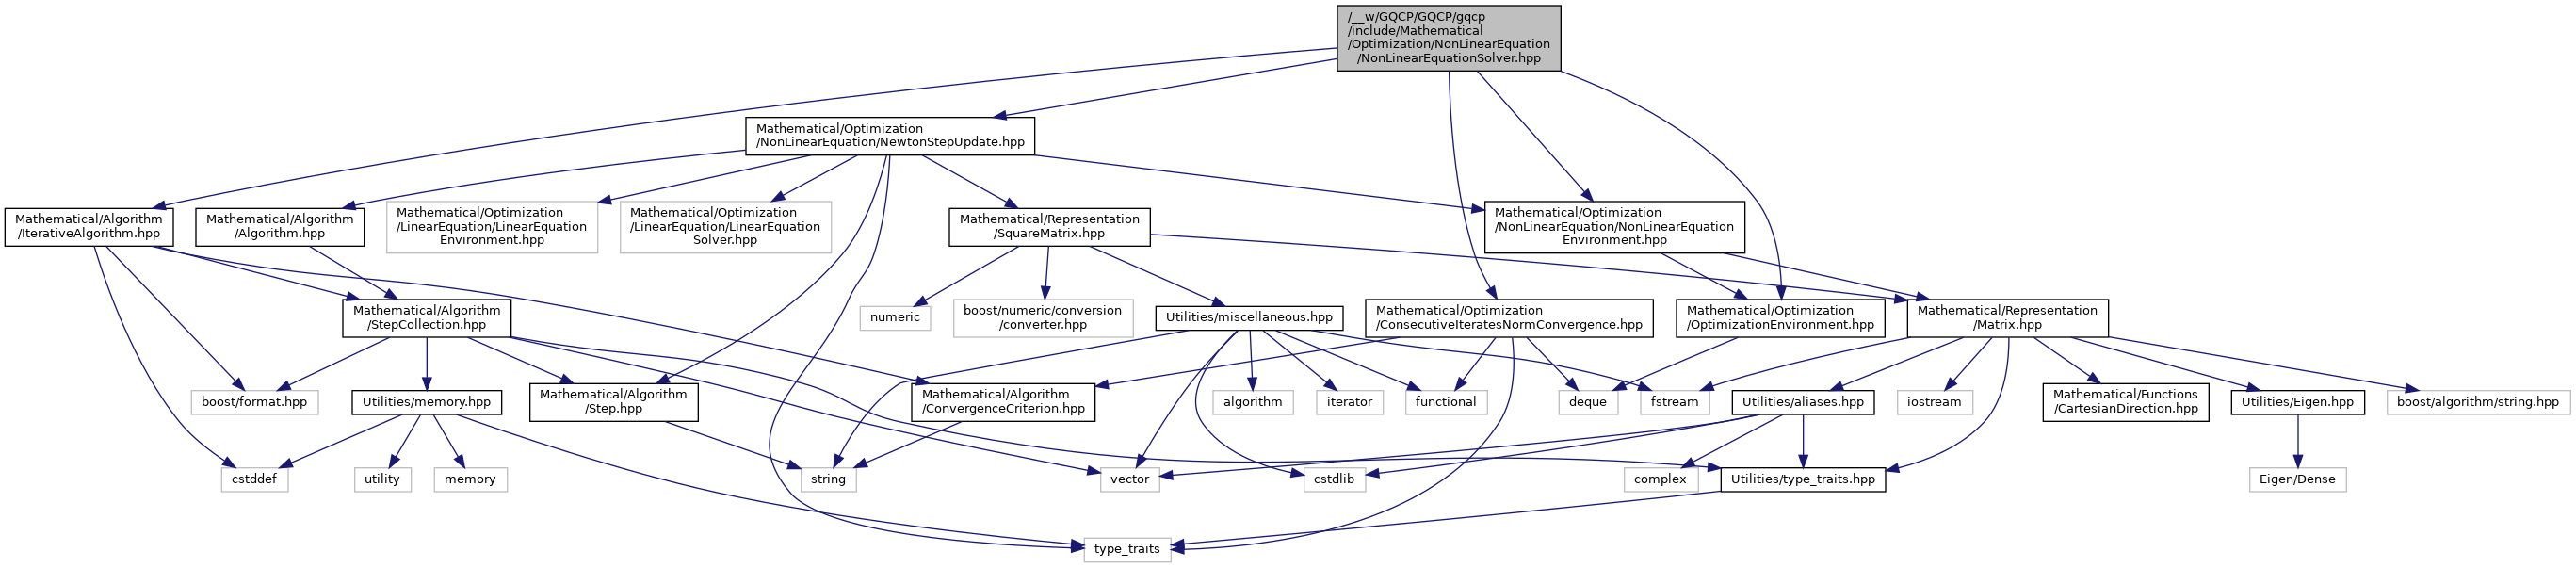 /__w/GQCP/GQCP/gqcp
/include/Mathematical
/Optimization/NonLinearEquation
/NonLinearEquationSolver.hpp
Mathematical/Optimization
/NonLinearEquation/NewtonStepUpdate.hpp
Mathematical/Algorithm
/IterativeAlgorithm.hpp
Mathematical/Algorithm
/Algorithm.hpp
Mathematical/Optimization
/LinearEquation/LinearEquation
Environment.hpp
Mathematical/Optimization
/LinearEquation/LinearEquation
Solver.hpp
Mathematical/Representation
/SquareMatrix.hpp
Mathematical/Optimization
/NonLinearEquation/NonLinearEquation
Environment.hpp
Mathematical/Algorithm
/StepCollection.hpp
numeric
boost/numeric/conversion
/converter.hpp
Utilities/miscellaneous.hpp
Mathematical/Optimization
/ConsecutiveIteratesNormConvergence.hpp
Mathematical/Optimization
/OptimizationEnvironment.hpp
Mathematical/Representation
/Matrix.hpp
boost/format.hpp
Utilities/memory.hpp
Mathematical/Algorithm
/Step.hpp
Mathematical/Algorithm
/ConvergenceCriterion.hpp
algorithm
iterator
functional
deque
fstream
Utilities/aliases.hpp
iostream
Mathematical/Functions
/CartesianDirection.hpp
Utilities/Eigen.hpp
boost/algorithm/string.hpp
cstddef
utility
memory
string
vector
cstdlib
complex
Utilities/type_traits.hpp
Eigen/Dense
type_traits